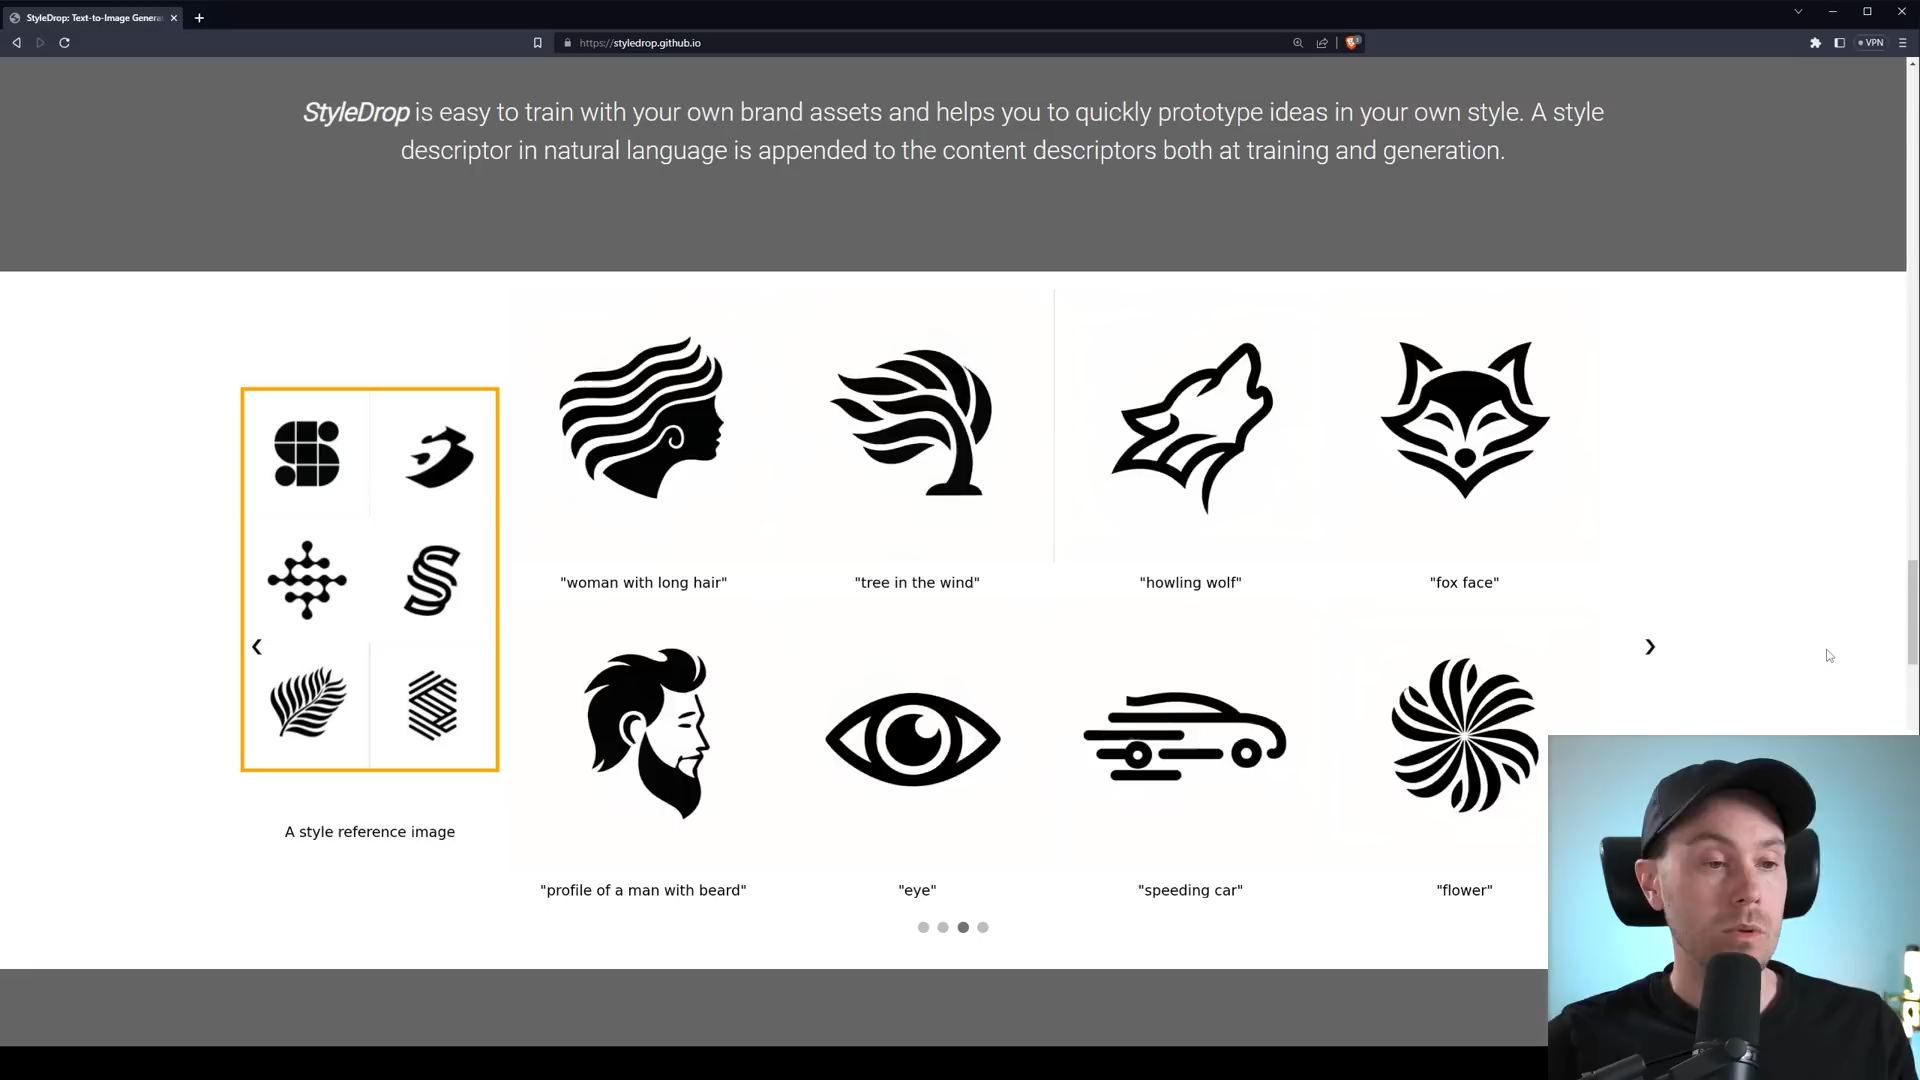 StyleDrop: Text-to-Image Genera
https://styledrop.github.io
VPN
StyleDrop is easy to train with your own brand assets and helps you to quickly prototype ideas in your own style. A style
descriptor in natural language is appended to the content descriptors both at training and generation.
"woman with long hair"
"tree in the wind"
"howling wolf"
"fox face"
A style reference image
"profile of a man with beard"
"eye"
"speeding car"
"flower"